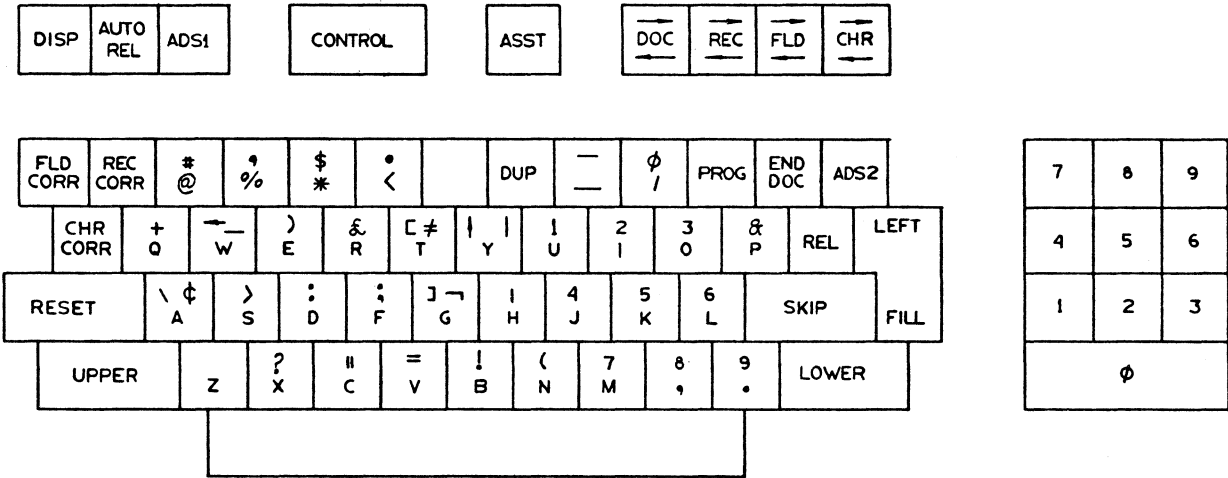 DISP AUTO REL ADS1 CONTROL ASST → DOC ← → REC ← → FLD ← → CHR ←
FLD CORR REC CORR # @ , % $ * • < DUP — — ∅ / PROG END DOC ADS2 7 8 9
CHR CORR + Q ←_ W ) E £ R [ ≠ T | | Y 1 U 2 I 3 O & P REL LEFT 4 5 6
RESET \ ¢ A > S : D ; F ] ¬ G ' H 4 J 5 K 6 L SKIP FILL 1 2 3
UPPER Z ? X " C = V ! B ( N 7 M 8 , 9 . LOWER ∅